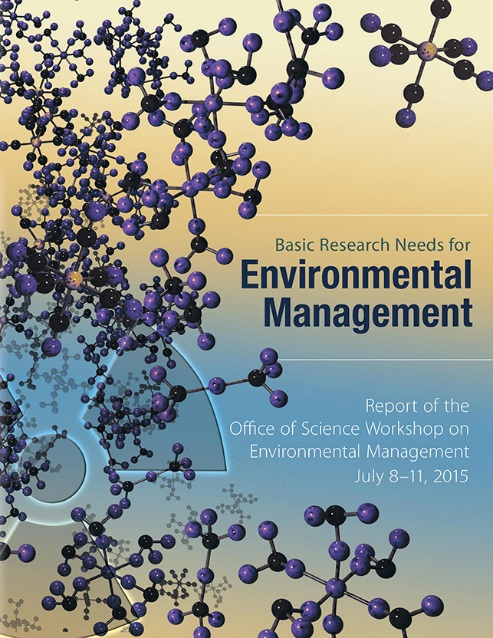 Basic Research Needs for
Environmental
Management
Report of the
Office of Science Workshop on
Environmental Management
July 8–11, 2015